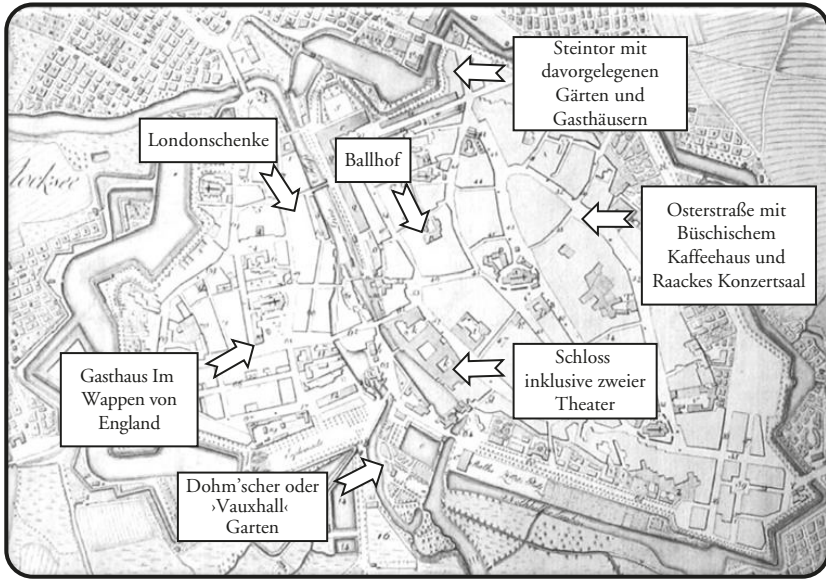 Steintor mit
davorgelegenen
Gärten und
Gasthäusern
Londonschenke
Ballhof
Osterstraße mit
Büschischem
Kaffeehaus und
Raackes Konzertsaal
Gasthaus Im
Wappen von
England
Schloss
inklusive zweier
Theater
Dohm’scher oder
›Vauxhall‹
Garten